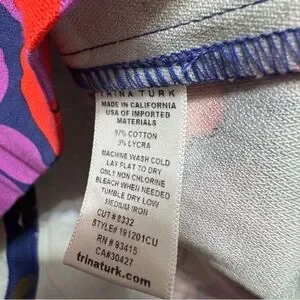 TRINA TURK
MADE IN CALIFORNIA
USA OF IMPORTED
MATERIALS
97% COTTON
3% LYCRA
MACHINE WASH COLD
LAY FLAT TO DRY
ONLY NON CHLORINE
BLEACH WHEN NEEDED
TUMBLE DRY LOW
MEDIUM IRON
CUT# 8332
STYLE# 191201CU
RN # 93415
CA#30427
trinaturk.com